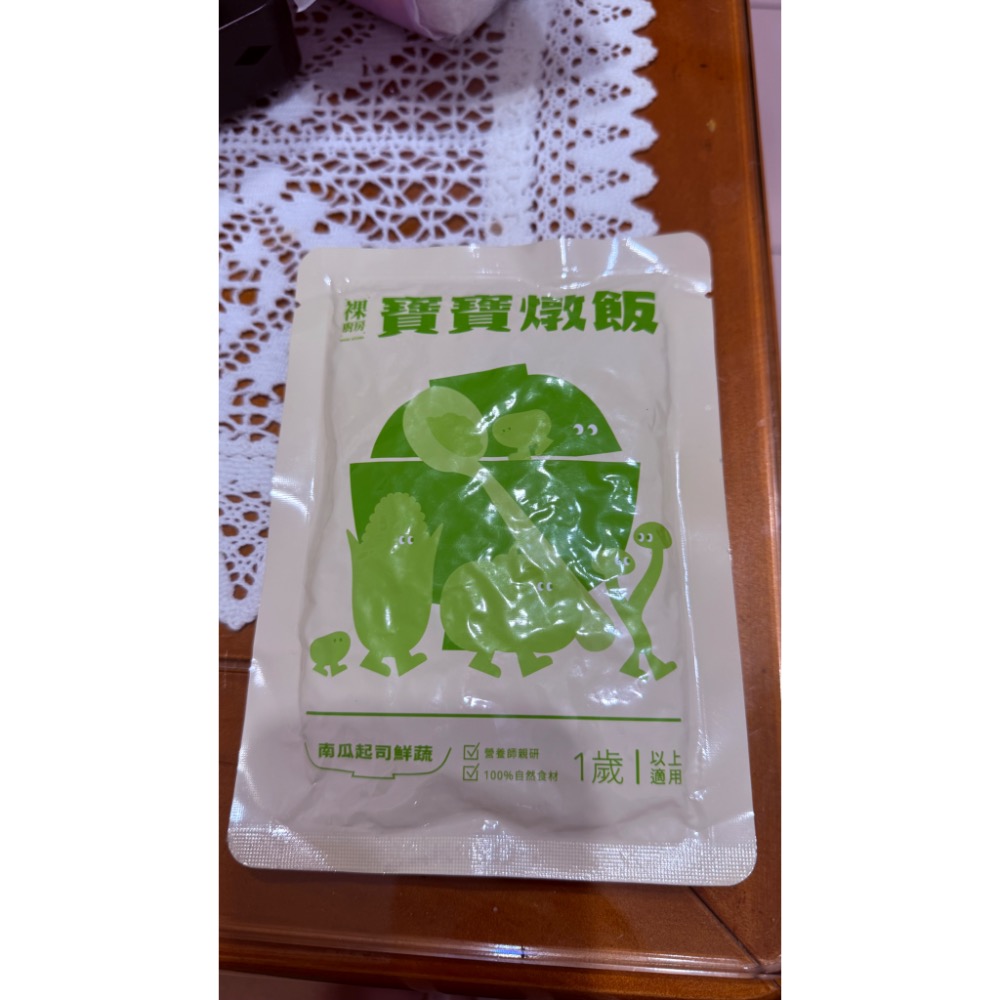 裸
廚房
寶寶燉飯
南瓜起司鮮蔬
營養師親研
100%自然食材
1歲
以上
適用